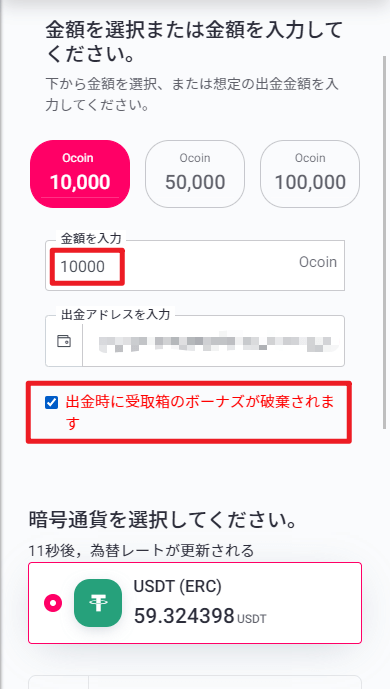 金額を選択または金額を入力して
ください。
下から金額を選択、または想定の出金金額を入
力してください。
Ocoin
10,000
Ocoin
50,000
Ocoin
100,000
金額を入力
10000
Ocoin
出金アドレスを入力
出金時に受取箱のボーナズが破棄されま
す
暗号通貨を選択してください。
11秒後，為替レートが更新される
USDT (ERC)
59.324398 USDT